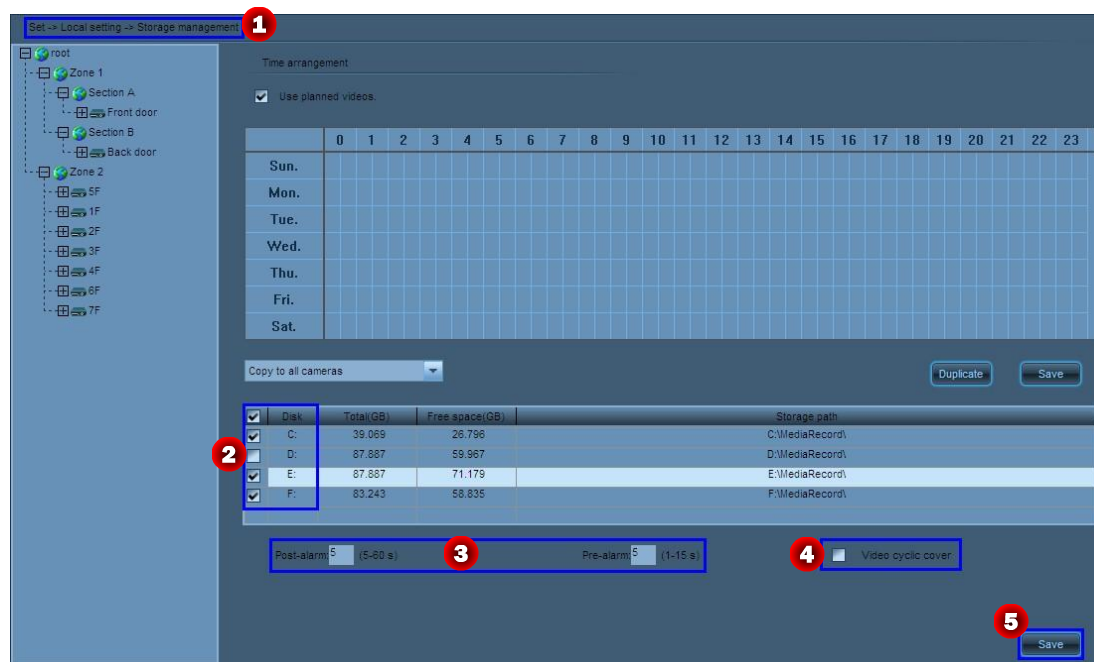 Set -> Local setting -> Storage management
1
root
Zone 1
Section A
Front door
Section B
Back door
Zone 2
5F
1F
2F
3F
4F
6F
7F
Time arrangement
Use planned videos.
0 1 2 3 4 5 6 7 8 9 10 11 12 13 14 15 16 17 18 19 20 21 22 23
Sun.
Mon.
Tue.
Wed.
Thu.
Fri.
Sat.
Copy to all cameras
Duplicate
Save
2
Disk Total(GB) Free space(GB) Storage path
C: 39.069 26.796 C:\MediaRecord\
D: 87.887 59.967 D:\MediaRecord\
E: 87.887 71.179 E:\MediaRecord\
F: 83.243 58.835 F:\MediaRecord\
Post-alarm: 5 (5-60 s) 3 Pre-alarm: 5 (1-15 s)
4 Video cyclic cover
5
Save